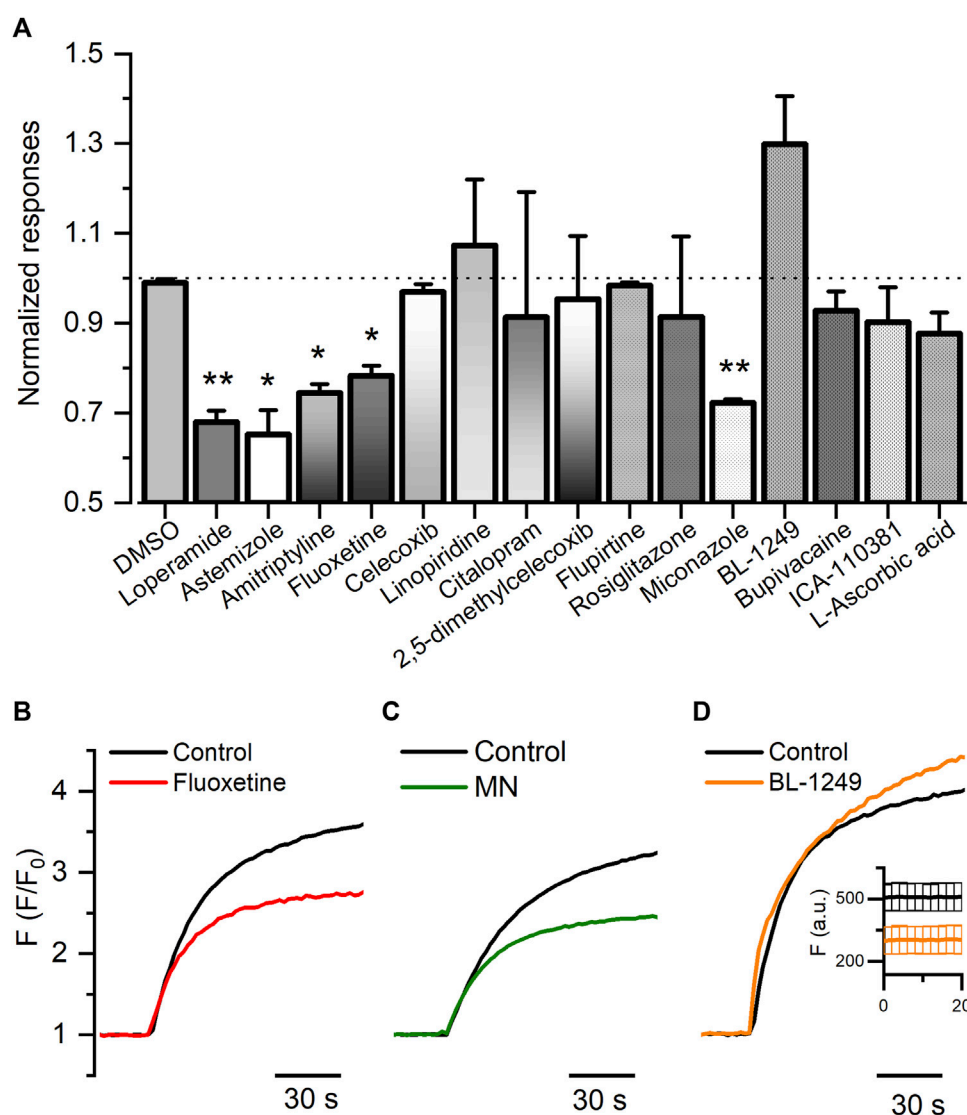 A
Normalized responses
1.5
1.3
1.1
0.9
0.7
0.5
** * * * **
DMSO
Loperamide
Astemizole
Amitriptyline
Fluoxetine
Celecoxib
Linopiridine
Citalopram
2,5-dimethylcelecoxib
Flupirtine
Rosiglitazone
Miconazole
BL-1249
Bupivacaine
ICA-110381
L-Ascorbic acid
B
Control
Fluoxetine
F (F/F0)
4
3
2
1
30 s
C
Control
MN
30 s
D
Control
BL-1249
F (a.u.)
500
200
0 20
30 s